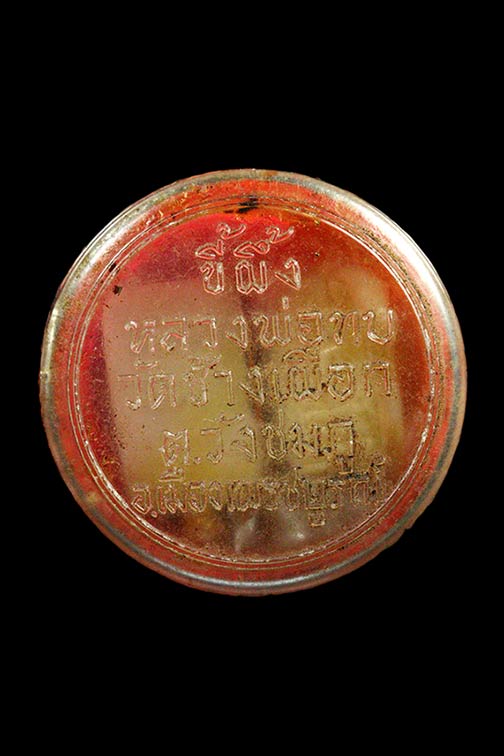 ขี้ผึ้ง
หลวงพ่อทบ
วัดช้างเผือก
ต.วังชมภู
อ.เมืองเพชรบูรณ์